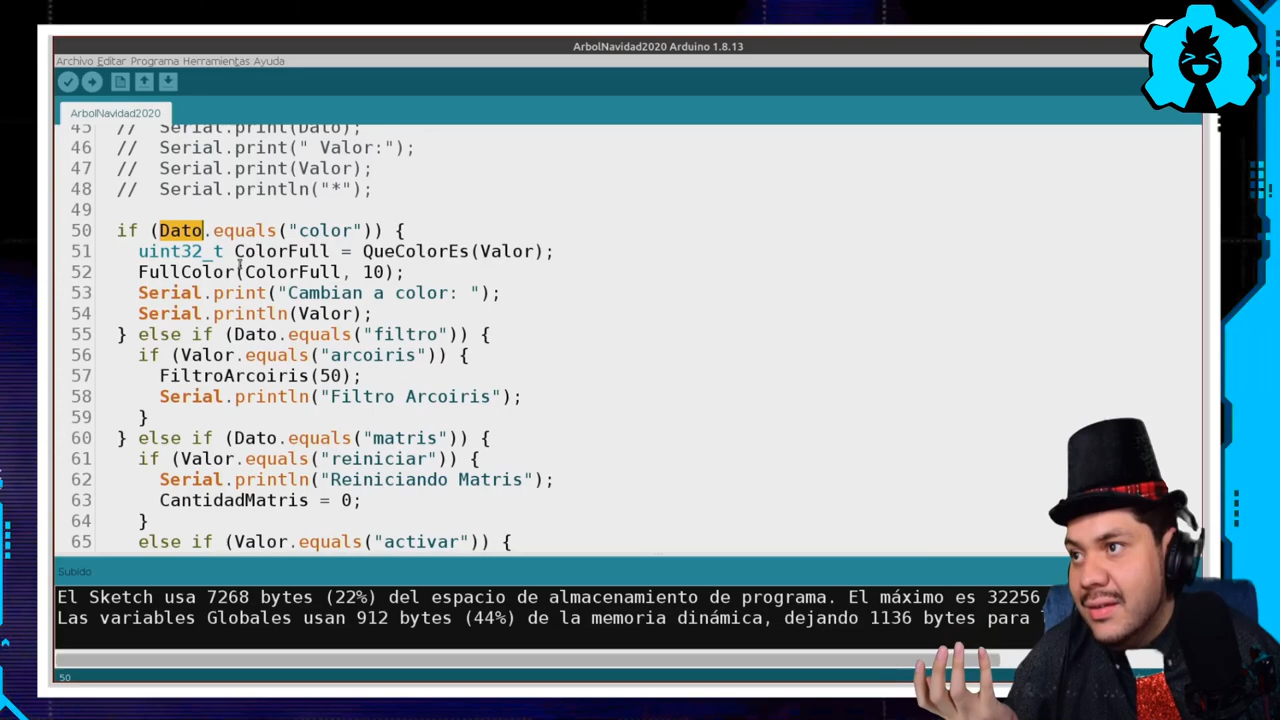 ArbolNavidad2020 Arduino 1.8.13
Archivo Editar Programa Herramientas Ayuda
ArbolNavidad2020
45 //  Serial.print(Dato);
46 //  Serial.print(" Valor:");
47 //  Serial.print(Valor);
48 //  Serial.println("*");
49
50 if (Dato.equals("color")) {
51 uint32_t ColorFull = QueColorEs(Valor);
52 FullColor(ColorFull, 10);
53 Serial.print("Cambian a color: ");
54 Serial.println(Valor);
55 } else if (Dato.equals("filtro")) {
56 if (Valor.equals("arcoiris")) {
57 FiltroArcoiris(50);
58 Serial.println("Filtro Arcoiris");
59 }
60 } else if (Dato.equals("matris")) {
61 if (Valor.equals("reiniciar")) {
62 Serial.println("Reiniciando Matris");
63 CantidadMatris = 0;
64 }
65 else if (Valor.equals("activar")) {
Subido
El Sketch usa 7268 bytes (22%) del espacio de almacenamiento de programa. El máximo es 32256
Las variables Globales usan 912 bytes (44%) de la memoria dinámica, dejando 1136 bytes para
50